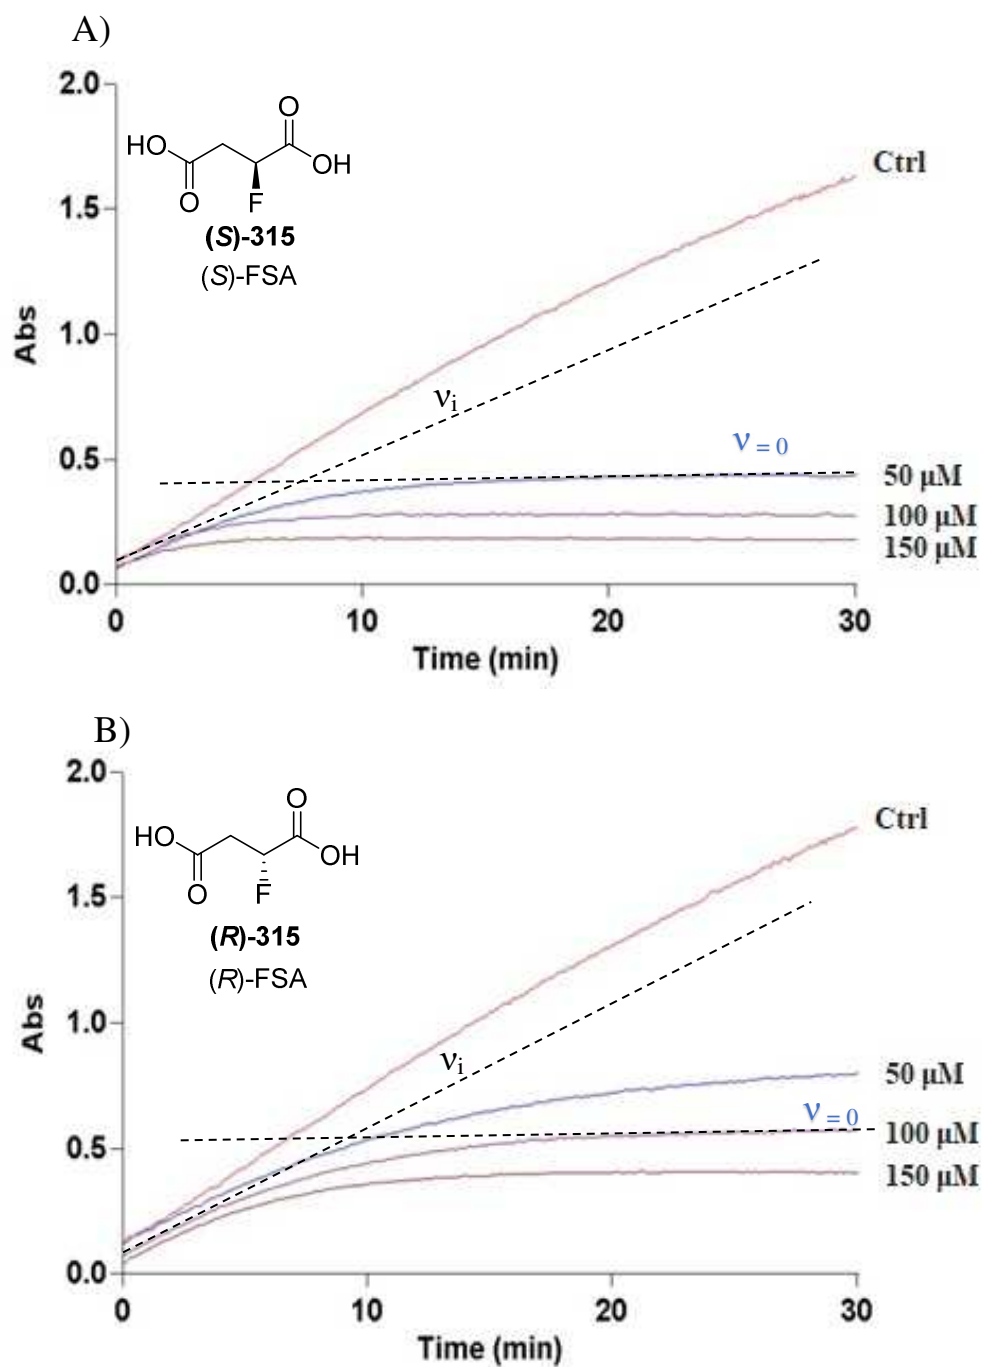 A)
2.0
1.5
1.0
0.5
0.0
Abs
0
10
20
30
Time (min)
O
HO
OH
O
F
(S)-315
(S)-FSA
Ctrl
νi
ν = 0
50 μM
100 μM
150 μM
B)
2.0
1.5
1.0
0.5
0.0
Abs
0
10
20
30
Time (min)
O
HO
OH
O
F
(R)-315
(R)-FSA
Ctrl
νi
50 μM
ν = 0
100 μM
150 μM